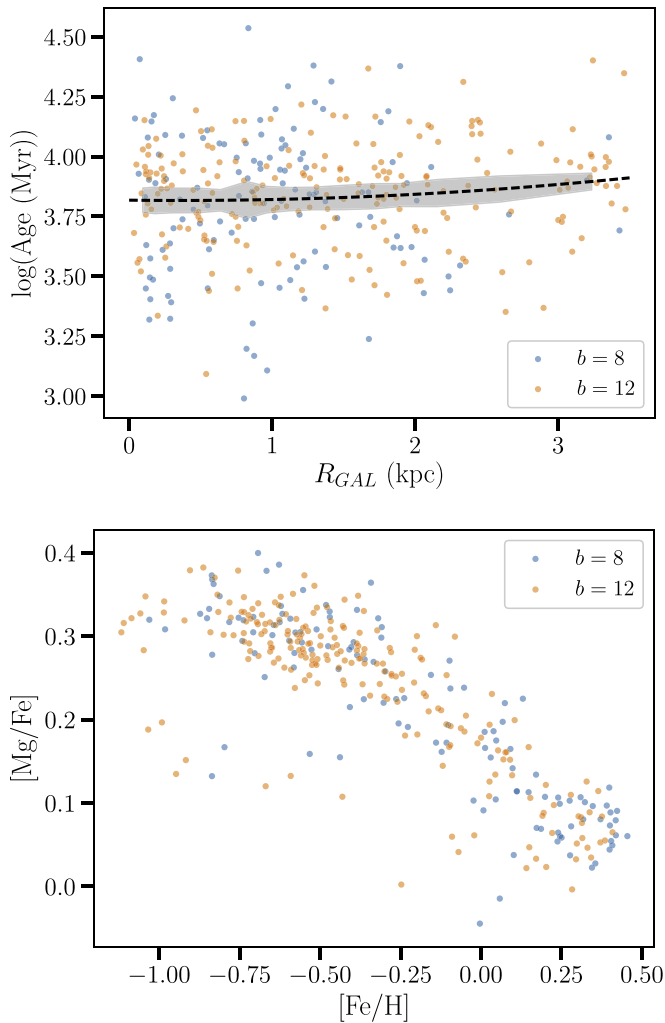 4.50
4.25
4.00
3.75
3.50
3.25
3.00
log(Age (Myr))
b = 8
b = 12
0 1 2 3
R_{GAL} (kpc)
0.4
0.3
0.2
0.1
0.0
[Mg/Fe]
b = 8
b = 12
−1.00 −0.75 −0.50 −0.25 0.00 0.25 0.50
[Fe/H]